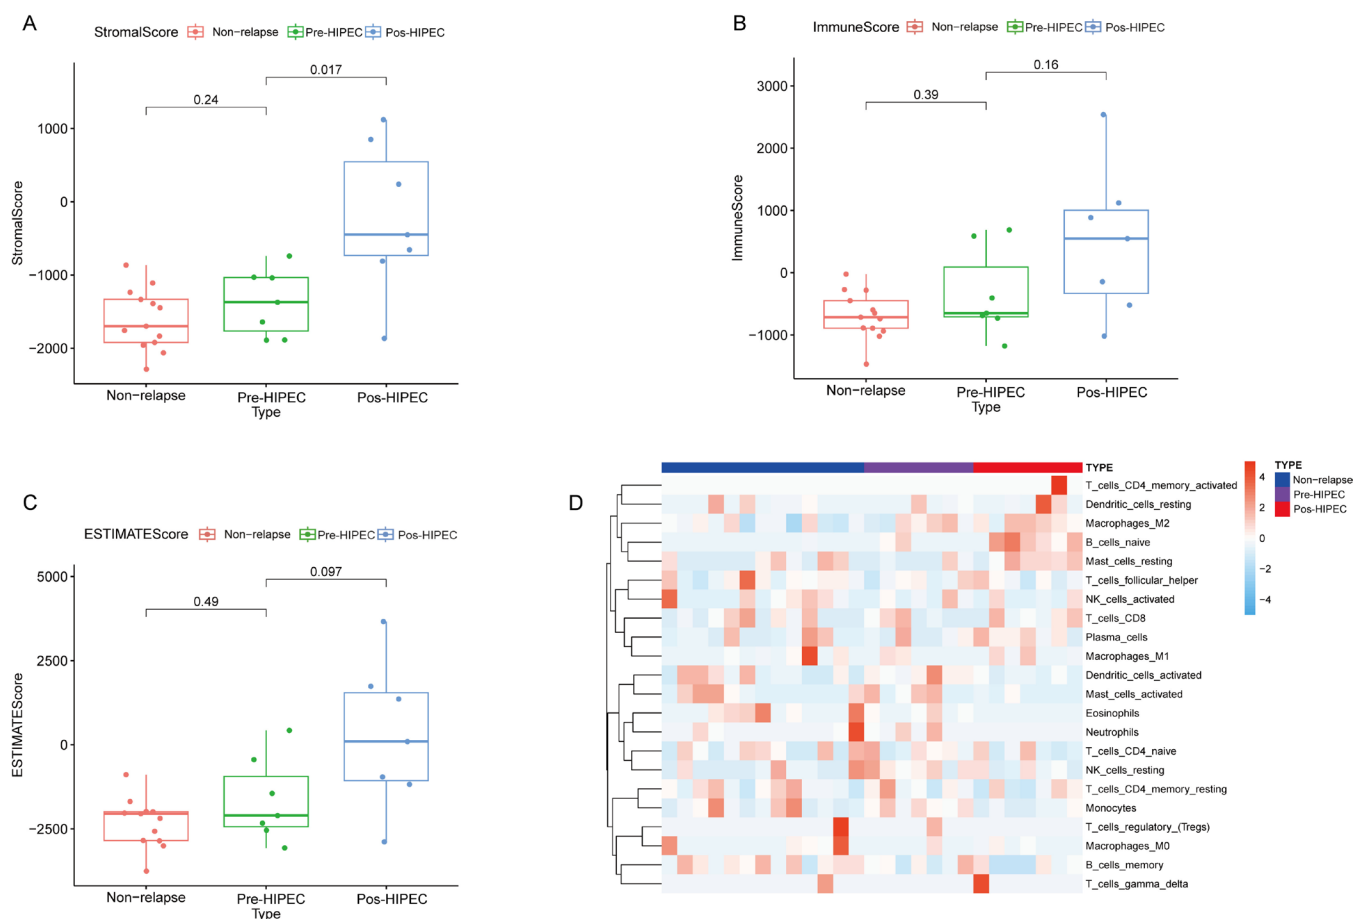 A
StromalScore Non-relapse Pre-HIPEC Pos-HIPEC
0.017
0.24
1000
0
−1000
−2000
StromalScore
Non−relapse Pre-HIPEC Pos-HIPEC
Type
B
ImmuneScore Non-relapse Pre-HIPEC Pos-HIPEC
0.16
0.39
3000
2000
1000
0
−1000
ImmuneScore
Non−relapse Pre-HIPEC Pos-HIPEC
Type
C
ESTIMATEScore Non-relapse Pre-HIPEC Pos-HIPEC
0.097
0.49
5000
2500
0
−2500
ESTIMATEScore
Non−relapse Pre-HIPEC Pos-HIPEC
Type
D
TYPE
T_cells_CD4_memory_activated
Dendritic_cells_resting
Macrophages_M2
B_cells_naive
Mast_cells_resting
T_cells_follicular_helper
NK_cells_activated
T_cells_CD8
Plasma_cells
Macrophages_M1
Dendritic_cells_activated
Mast_cells_activated
Eosinophils
Neutrophils
T_cells_CD4_naive
NK_cells_resting
T_cells_CD4_memory_resting
Monocytes
T_cells_regulatory_(Tregs)
Macrophages_M0
B_cells_memory
T_cells_gamma_delta
4
2
0
−2
−4
TYPE
Non-relapse
Pre-HIPEC
Pos-HIPEC